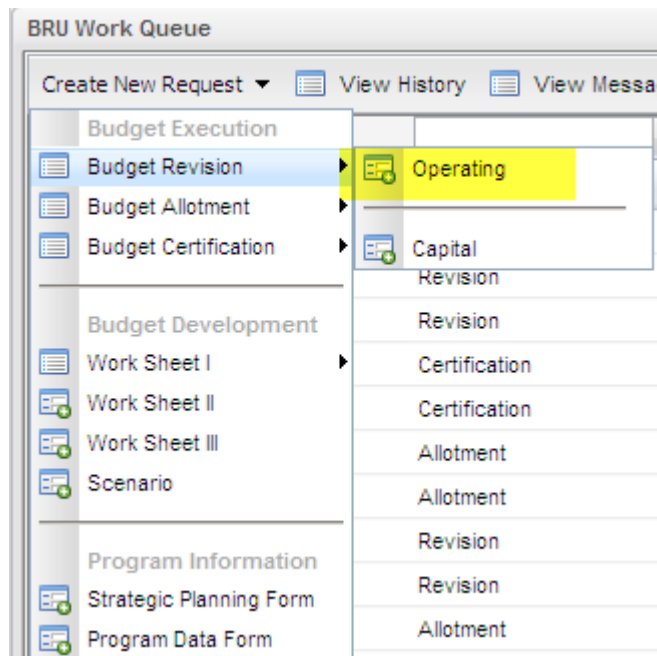 BRU Work Queue
Create New Request View History View Messa
Budget Execution
Budget Revision
Budget Allotment
Budget Certification
Operating
Capital
Budget Development
Work Sheet I
Work Sheet II
Work Sheet III
Scenario
Program Information
Strategic Planning Form
Program Data Form
Revision
Revision
Certification
Certification
Allotment
Allotment
Revision
Revision
Allotment